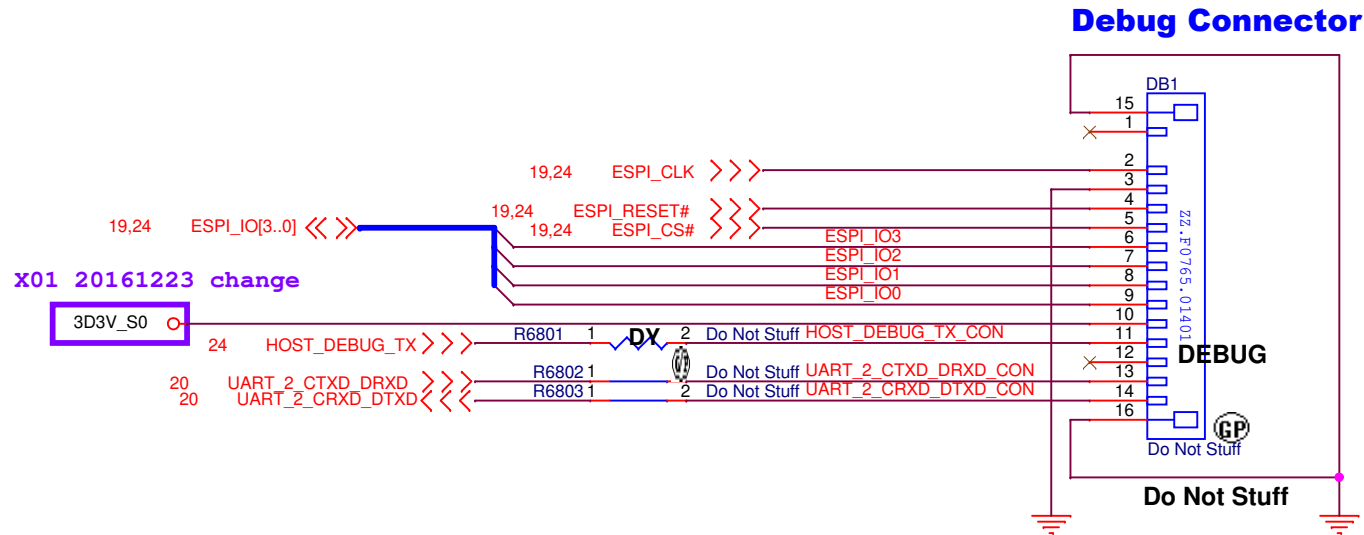 Debug Connector
DB1
15
1
19,24 ESPI_CLK 2
3
19,24 ESPI_RESET# 4
19,24 ESPI_CS# 5
19,24 ESPI_IO[3..0]
ESPI_IO3 6
ESPI_IO2 7
ESPI_IO1 8
ESPI_IO0 9
ZZ.F0765.01401
X01 20161223 change
3D3V_S0 10
24 HOST_DEBUG_TX R6801 1 DY 2 Do Not Stuff HOST_DEBUG_TX_CON 11
12 DEBUG
20 UART_2_CTXD_DRXD R6802 1 Do Not Stuff UART_2_CTXD_DRXD_CON 13
20 UART_2_CRXD_DTXD R6803 1 2 Do Not Stuff UART_2_CRXD_DTXD_CON 14
16
GP
Do Not Stuff
Do Not Stuff